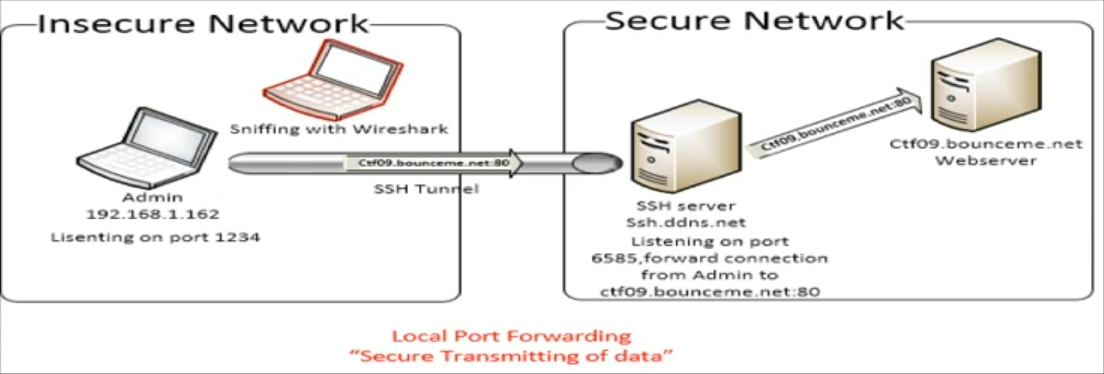 Insecure Network
Secure Network
Sniffing with Wireshark
Ctf09.bounceme.net:80
SSH Tunnel
Admin
192.168.1.162
Lisenting on port 1234
Ctf09.bounceme.net:80
Ctf09.bounceme.net
Webserver
SSH server
Ssh.ddns.net
Listening on port
6585,forward connection
from Admin to
ctf09.bounceme.net:80
Local Port Forwarding
“Secure Transmitting of data”